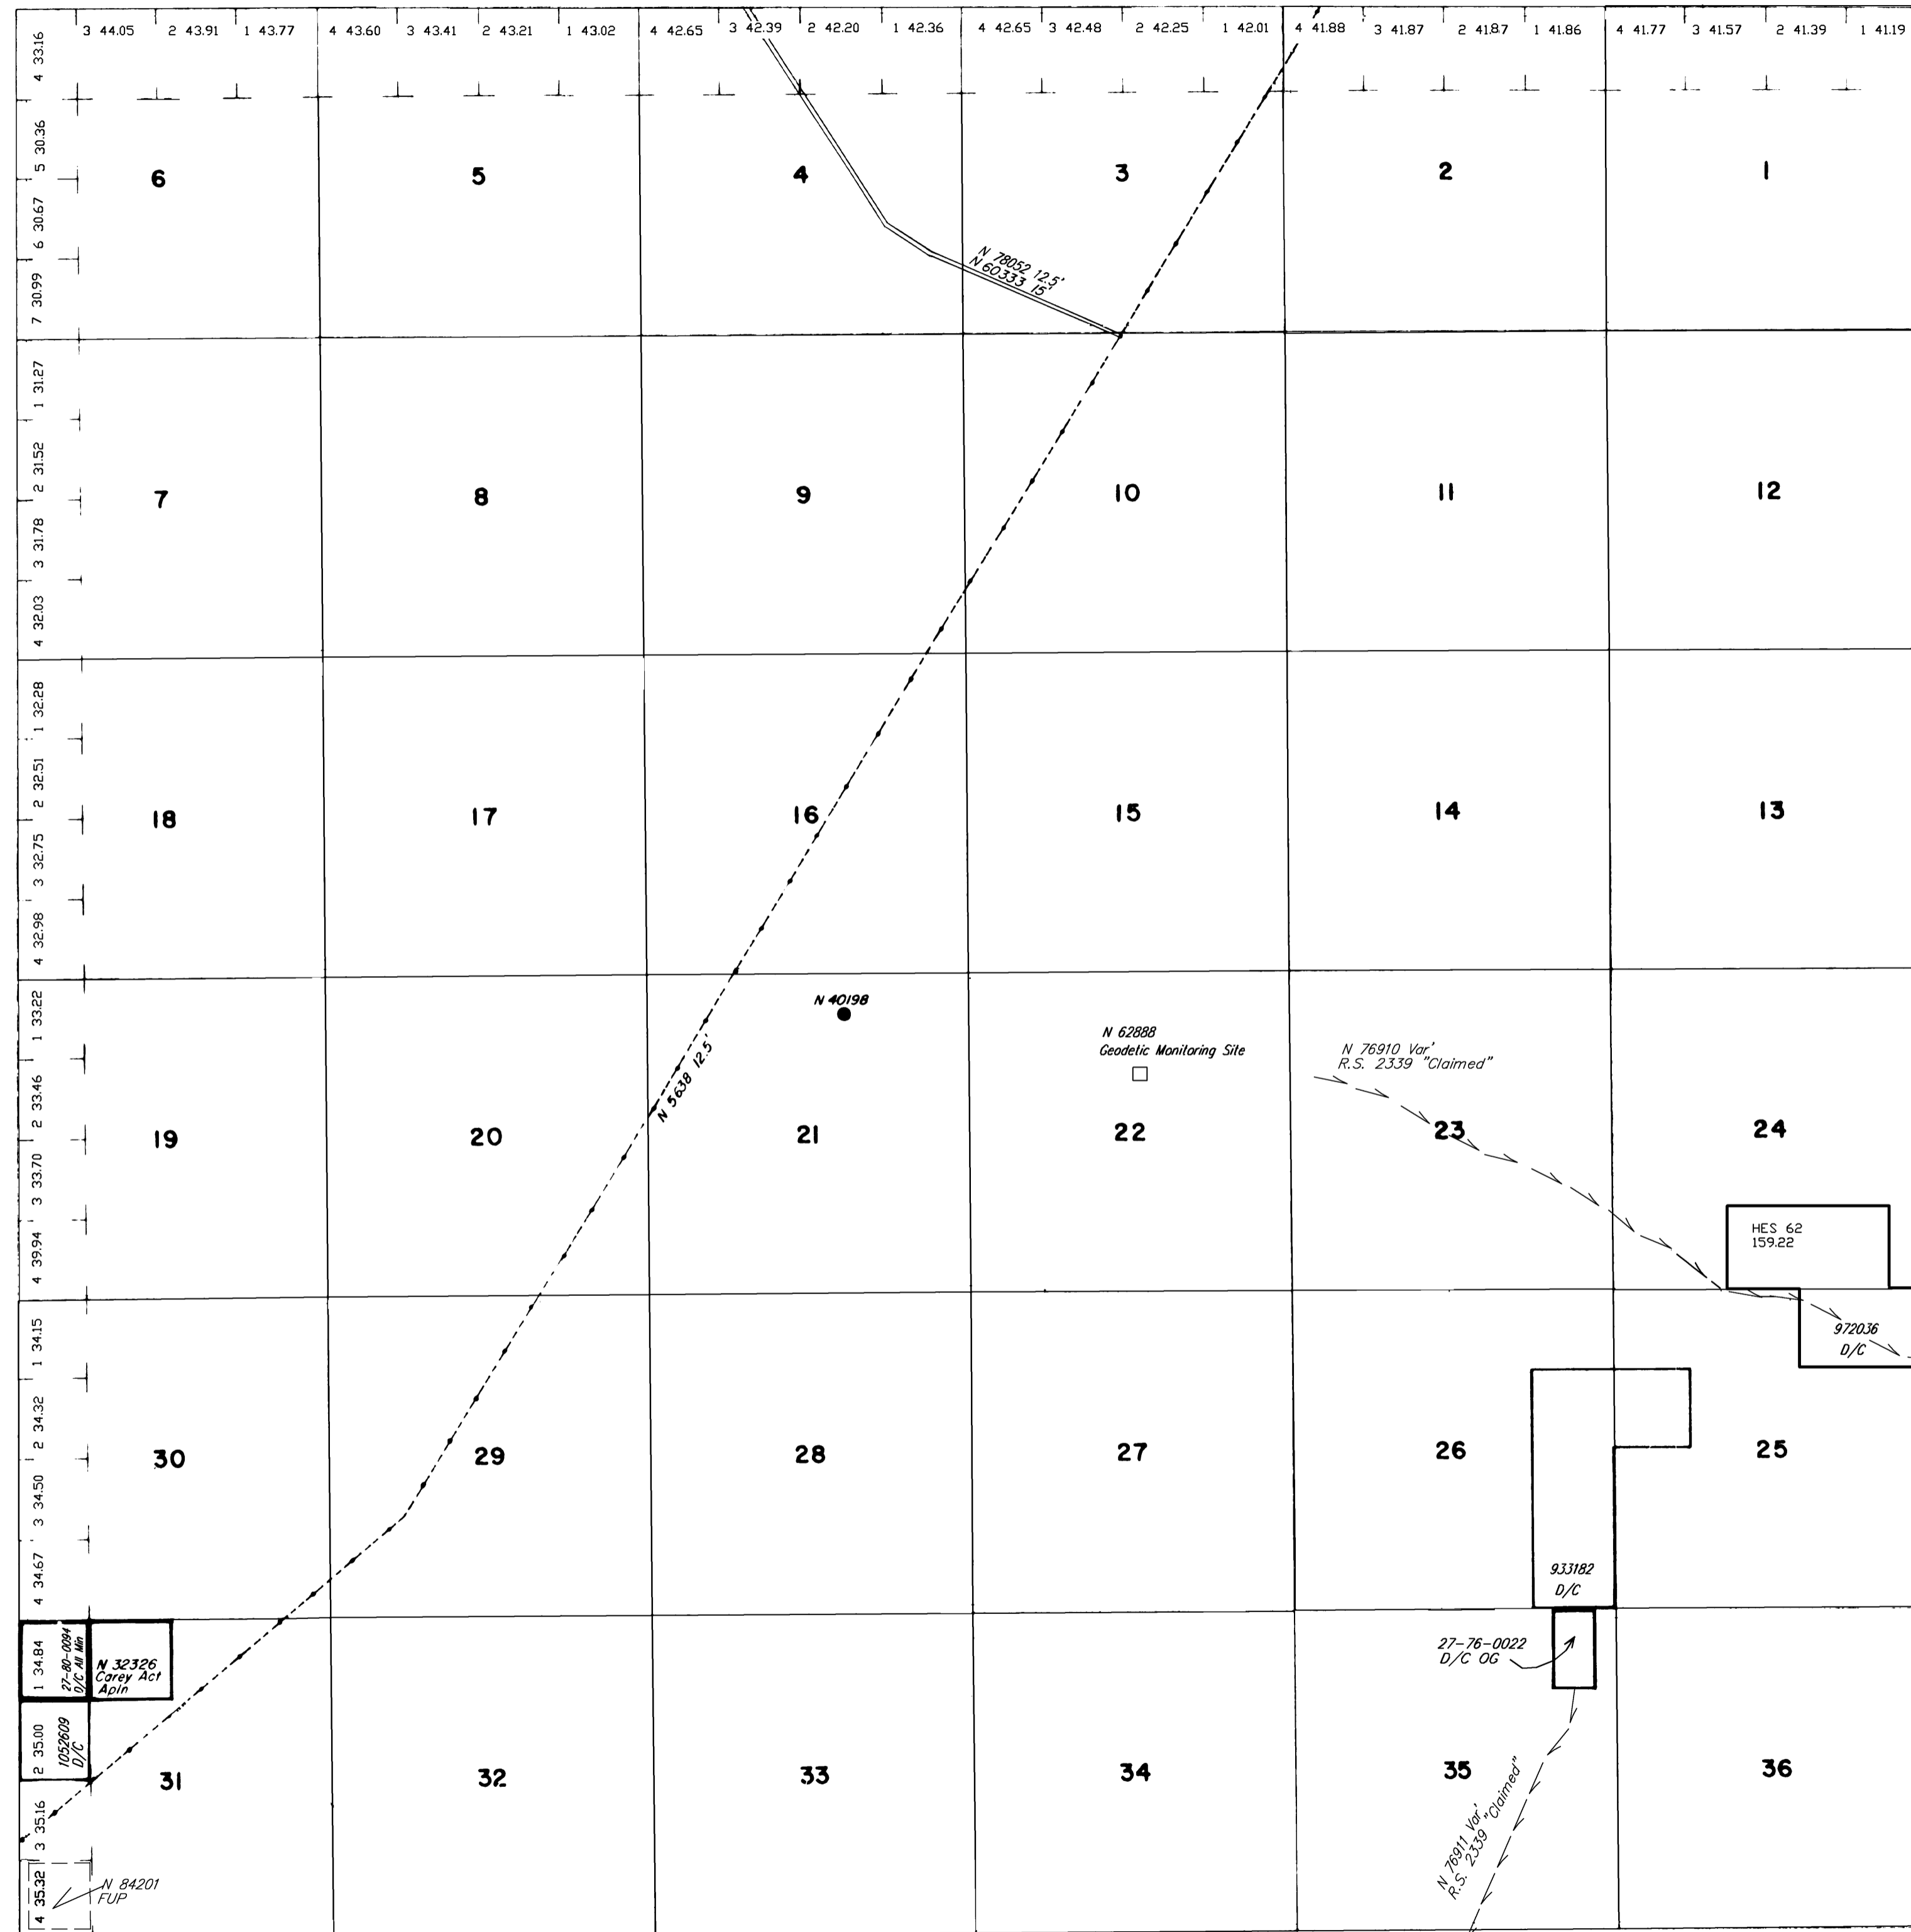 3 44.05 2 43.91 1 43.77 4 43.60 3 43.41 2 43.21 1 43.02 4 42.65 3 42.39 2 42.20 1 42.36 4 42.65 3 42.48 2 42.25 1 42.01 4 41.88 3 41.87 2 41.87 1 41.86 4 41.77 3 41.57 2 41.39 1 41.19
4 43.16
5 30.36
6 5 4 3 2 1
6 30.67
N 78052 12.5'
N 60333 15'
7 30.99
1 31.27
2 31.52
7 8 9 10 11 12
3 31.78
4 32.03
1 32.28
2 32.51
18 17 16 15 14 13
3 32.75
4 32.98
1 33.22
N 40198
N 62888
Geodetic Monitoring Site
N 76910 Var'
R.S. 2339 "Claimed"
N 5638 12.5'
2 33.46
19 20 21 22 23 24
3 33.70
4 39.94
HES 62
159.22
1 34.15
972036
D/C
2 34.32
30 29 28 27 26 25
3 34.50
4 34.67
933182
D/C
1 34.84
27-80-0094
D/C All Min
N 32326
Carey Act
Apln
27-76-0022
D/C OG
2 35.00
1052609
D/C
31 32 33 34 35 36
3 35.16
N 76911 Var'
R.S. 2339 "Claimed"
4 35.32
N 84201
FUP